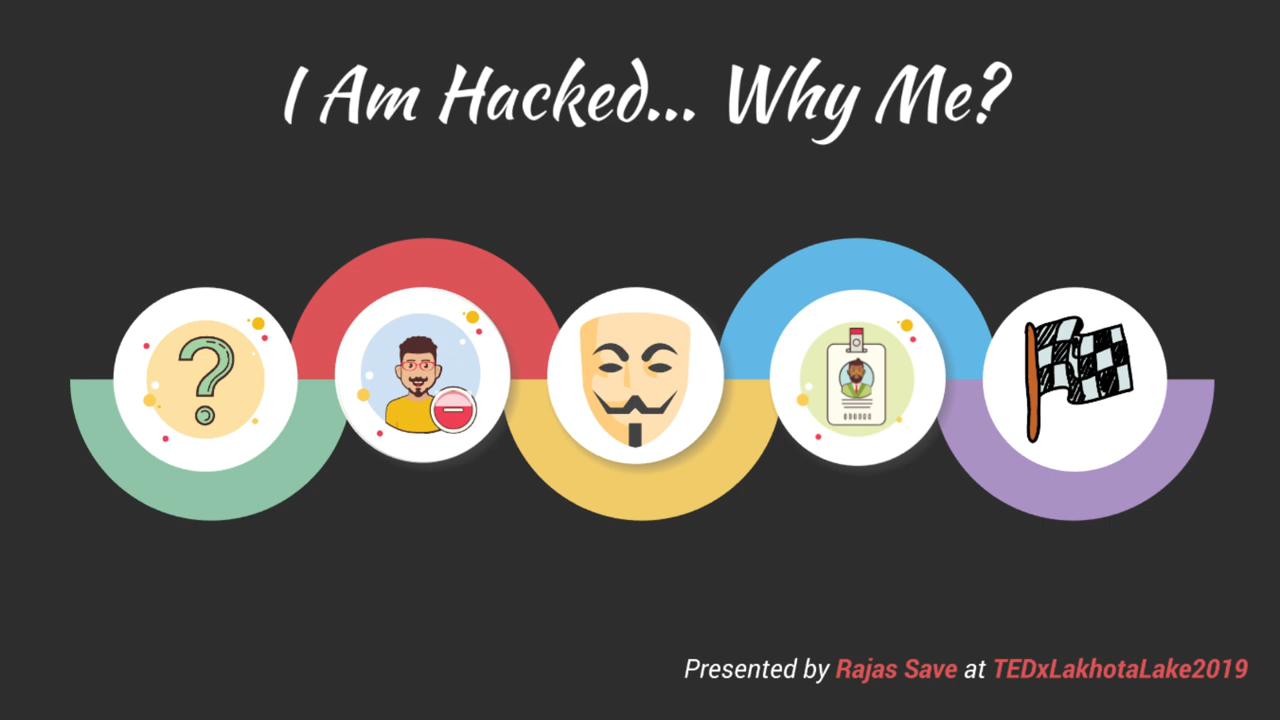 I Am Hacked... Why Me?
Presented by Rajas Save at TEDxLakhotaLake2019